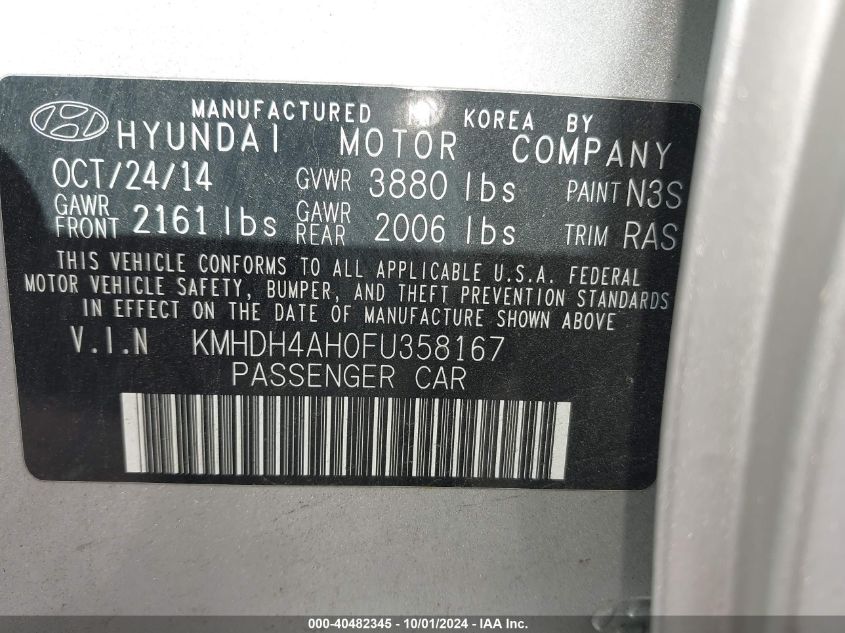 MANUFACTURED IN KOREA BY
HYUNDAI MOTOR COMPANY
OCT/24/14 GVWR 3880 lbs PAINT N3S
GAWR FRONT 2161 lbs GAWR REAR 2006 lbs TRIM RAS
THIS VEHICLE CONFORMS TO ALL APPLICABLE U.S.A. FEDERAL
MOTOR VEHICLE SAFETY, BUMPER, AND THEFT PREVENTION STANDARDS
IN EFFECT ON THE DATE OF MANUFACTURE SHOWN ABOVE
V.I.N KMHDH4AH0FU358167
PASSENGER CAR
000-40482345 - 10/01/2024 - IAA Inc.